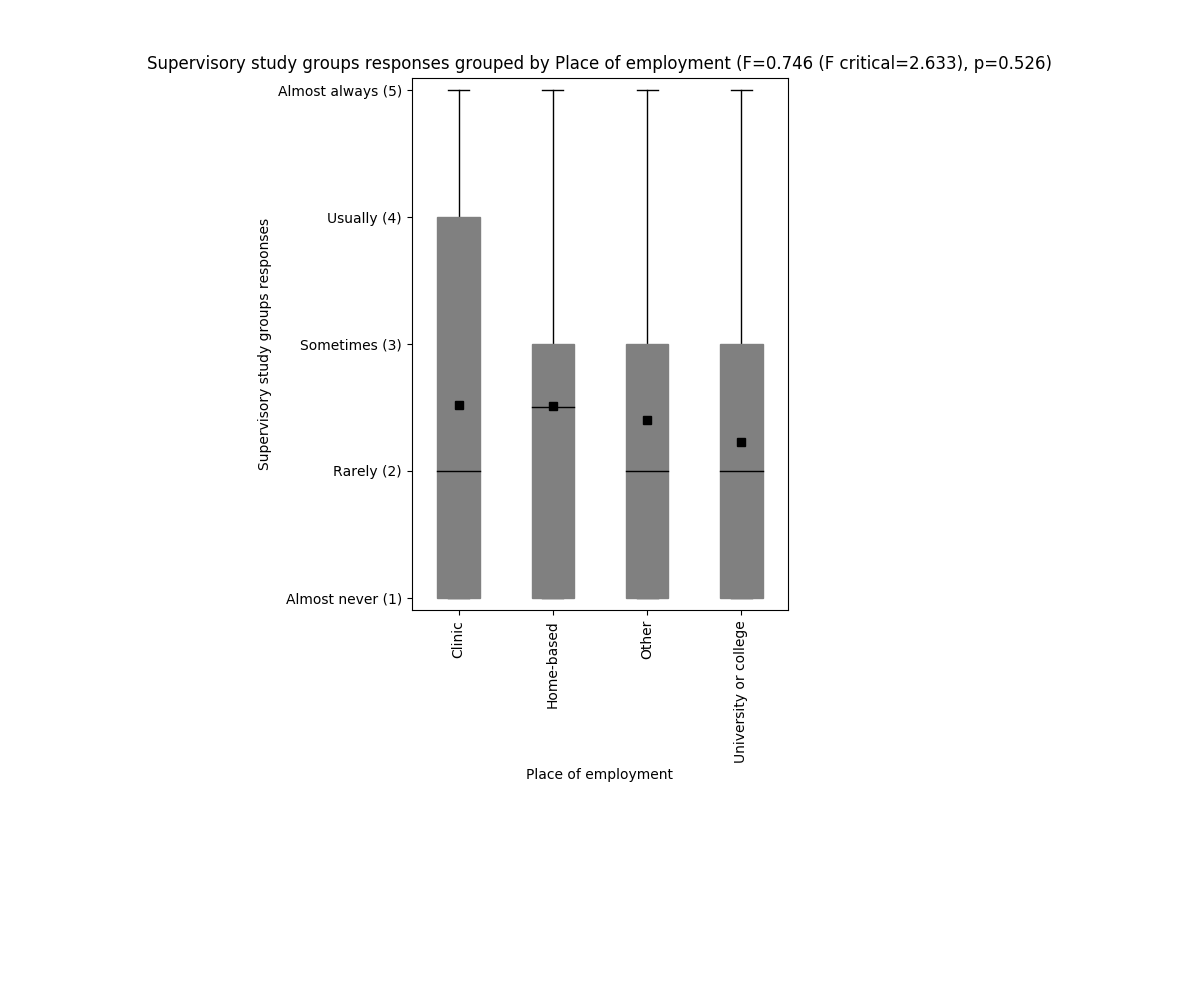 Supervisory study groups responses grouped by Place of employment (F=0.746 (F critical=2.633), p=0.526)
Almost always (5)
Usually (4)
Sometimes (3)
Rarely (2)
Almost never (1)
Supervisory study groups responses
Clinic
Home-based
Other
University or college
Place of employment